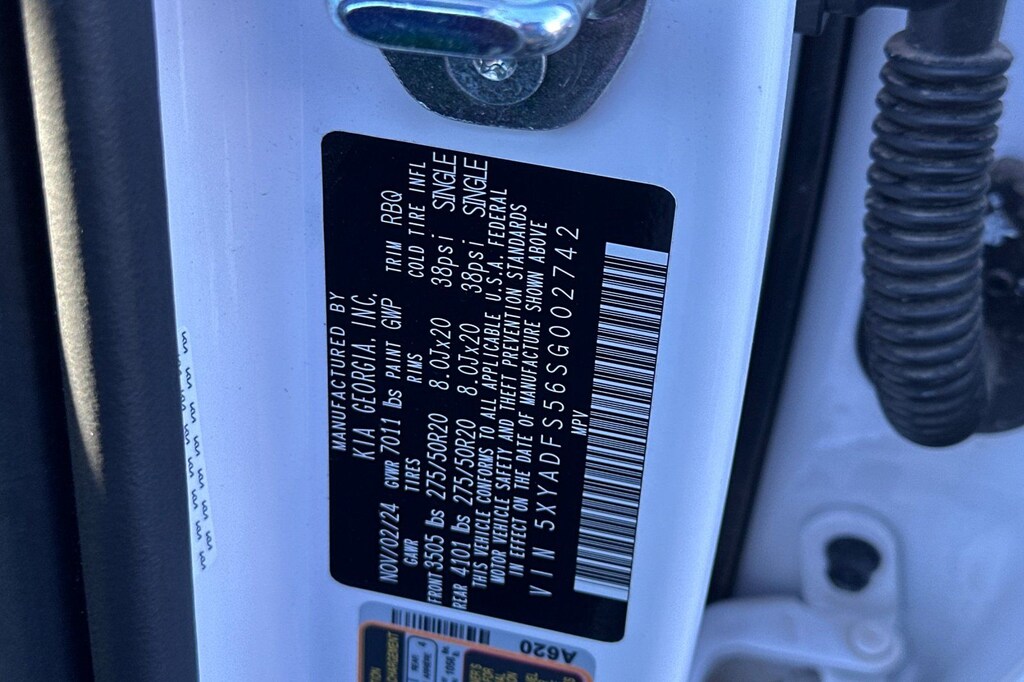 MANUFACTURED BY
KIA GEORGIA, INC,
NOV/02/24 GVWR 7011 lbs PAINT GWP TRIM RBQ
GAWR TIRES RIMS COLD TIRE INFL
FRONT 3505 lbs 275/50R20 8.0Jx20 38psi SINGLE
REAR 4101 lbs 275/50R20 8.0Jx20 38psi SINGLE
THIS VEHICLE CONFORMS TO ALL APPLICABLE U.S.A. FEDERAL
MOTOR VEHICLE SAFETY AND THEFT PREVENTION STANDARDS
IN EFFECT ON THE DATE OF MANUFACTURE SHOWN ABOVE
VIN 5XYADFS56SG002742
MPV
A620